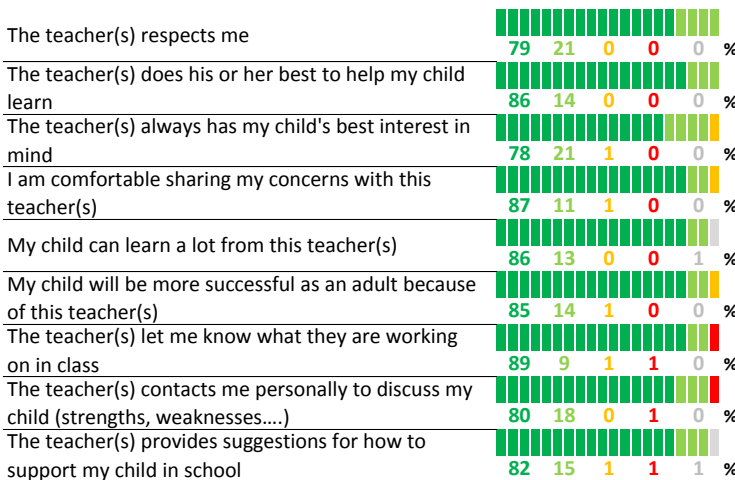 The teacher(s) respects me
79 21 0 0 0 %
The teacher(s) does his or her best to help my child
learn
86 14 0 0 0 %
The teacher(s) always has my child's best interest in
mind
78 21 1 0 0 %
I am comfortable sharing my concerns with this
teacher(s)
87 11 1 0 0 %
My child can learn a lot from this teacher(s)
86 13 0 0 1 %
My child will be more successful as an adult because
of this teacher(s)
85 14 1 0 0 %
The teacher(s) let me know what they are working
on in class
89 9 1 1 0 %
The teacher(s) contacts me personally to discuss my
child (strengths, weaknesses....)
80 18 0 1 0 %
The teacher(s) provides suggestions for how to
support my child in school
82 15 1 1 1 %